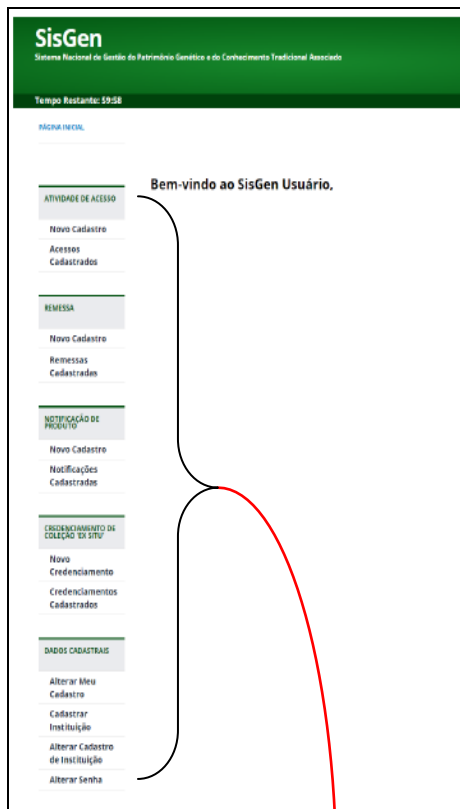 SisGen
Sistema Nacional de Gestão do Patrimônio Genético e do Conhecimento Tradicional Associado
Tempo Restante: 59:58
PÁGINA INICIAL
Bem-vindo ao SisGen Usuário,
ATIVIDADE DE ACESSO
Novo Cadastro
Acessos
Cadastrados
REMESSA
Novo Cadastro
Remessas
Cadastradas
NOTIFICAÇÃO DE
PRODUTO
Novo Cadastro
Notificações
Cadastradas
CREDENCIAMENTO DE
COLEÇÃO 'EX SITU'
Novo
Credenciamento
Credenciamentos
Cadastrados
DADOS CADASTRAIS
Alterar Meu
Cadastro
Cadastrar
Instituição
Alterar Cadastro
de Instituição
Alterar Senha